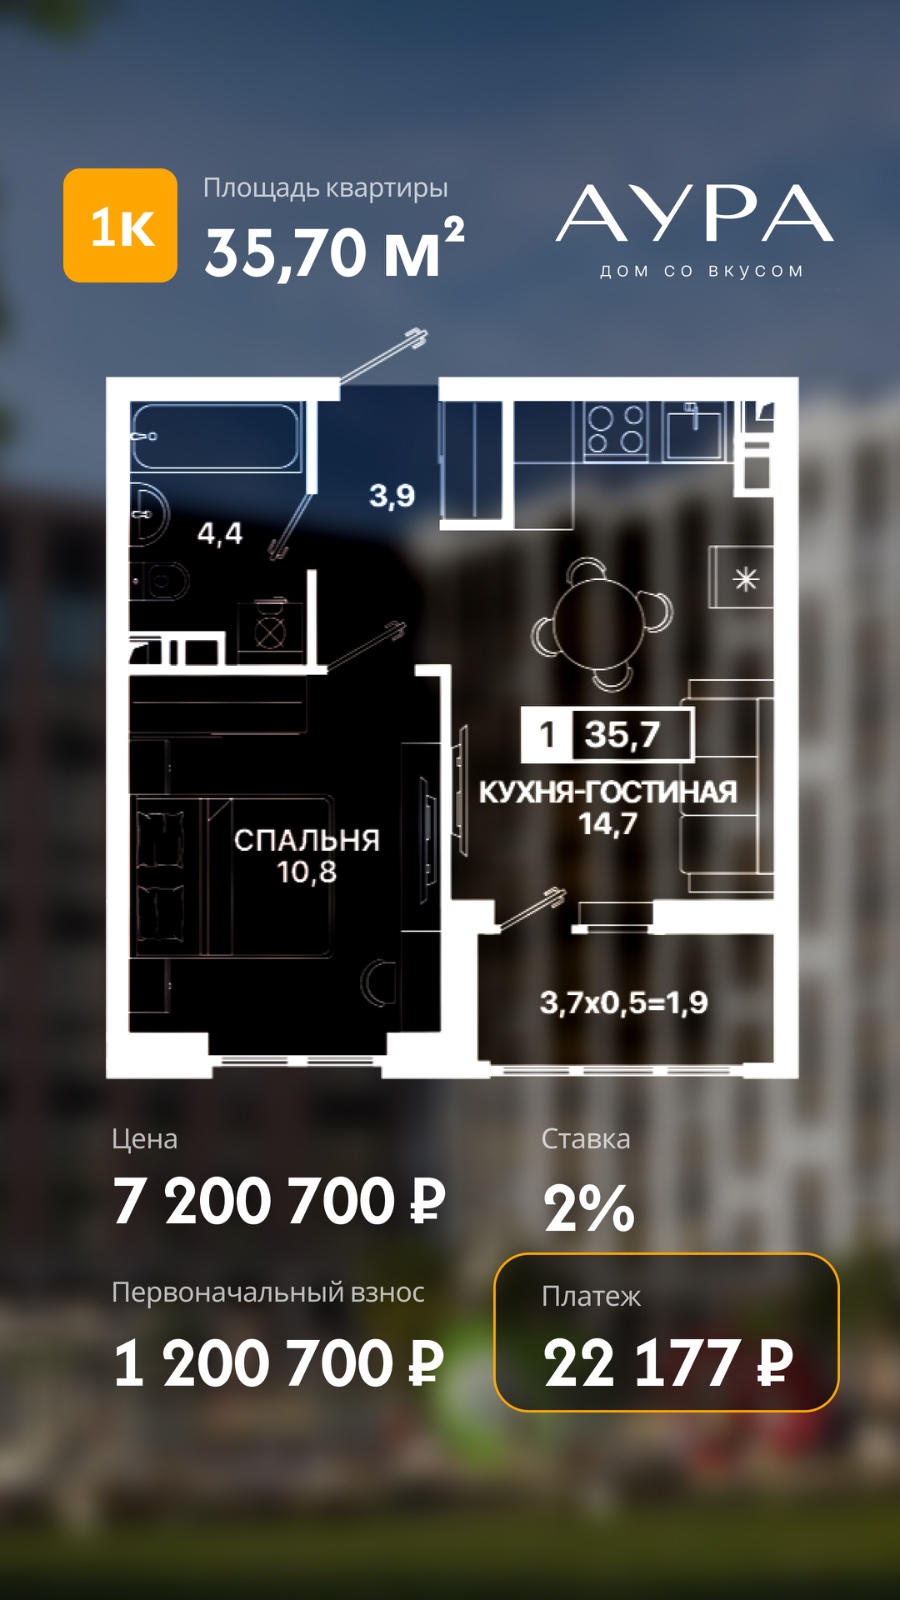 1к
Площадь квартиры
35,70 м²
АУРА
дом со вкусом
3,9
4,4
1 35,7
КУХНЯ-ГОСТИНАЯ
14,7
СПАЛЬНЯ
10,8
3,7х0,5=1,9
Цена
7 200 700 ₽
Ставка
2%
Первоначальный взнос
1 200 700 ₽
Платеж
22 177 ₽